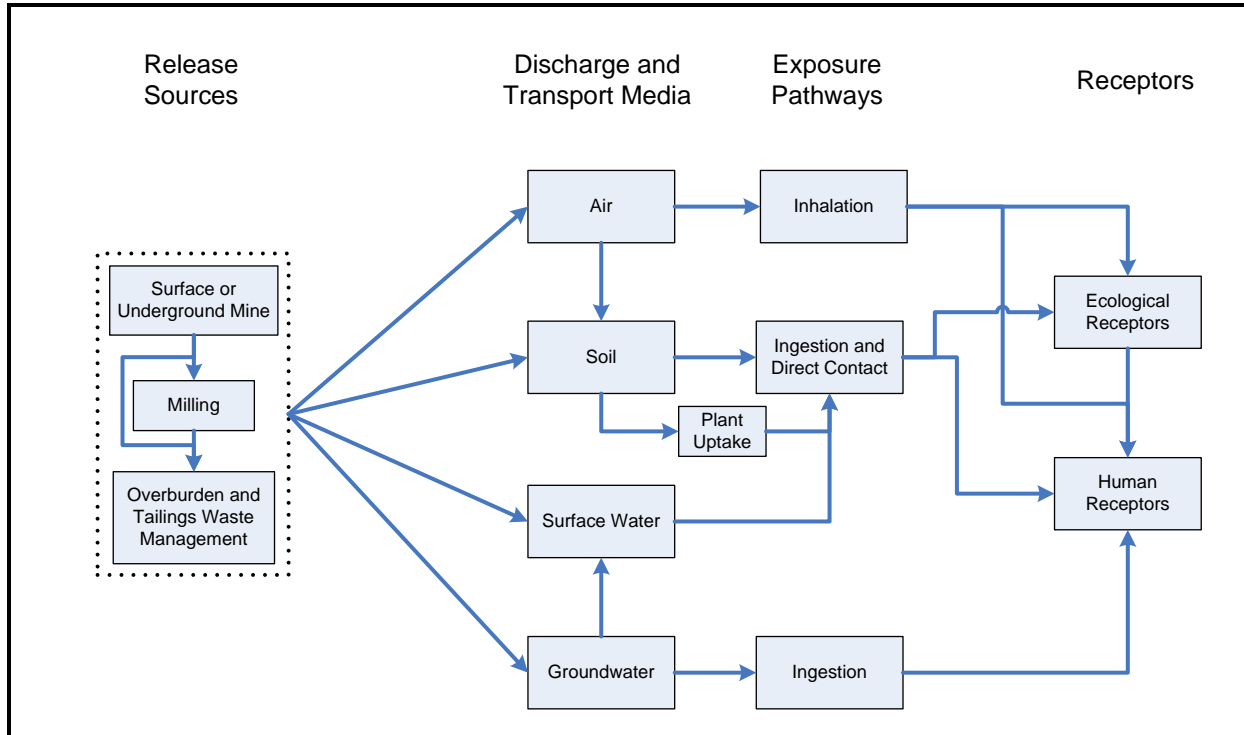 Release
Sources
Discharge and
Transport Media
Exposure
Pathways
Receptors
Air
Inhalation
Surface or
Underground Mine
Ecological
Receptors
Soil
Ingestion and
Direct Contact
Milling
Plant
Uptake
Overburden and
Tailings Waste
Management
Surface Water
Human
Receptors
Groundwater
Ingestion